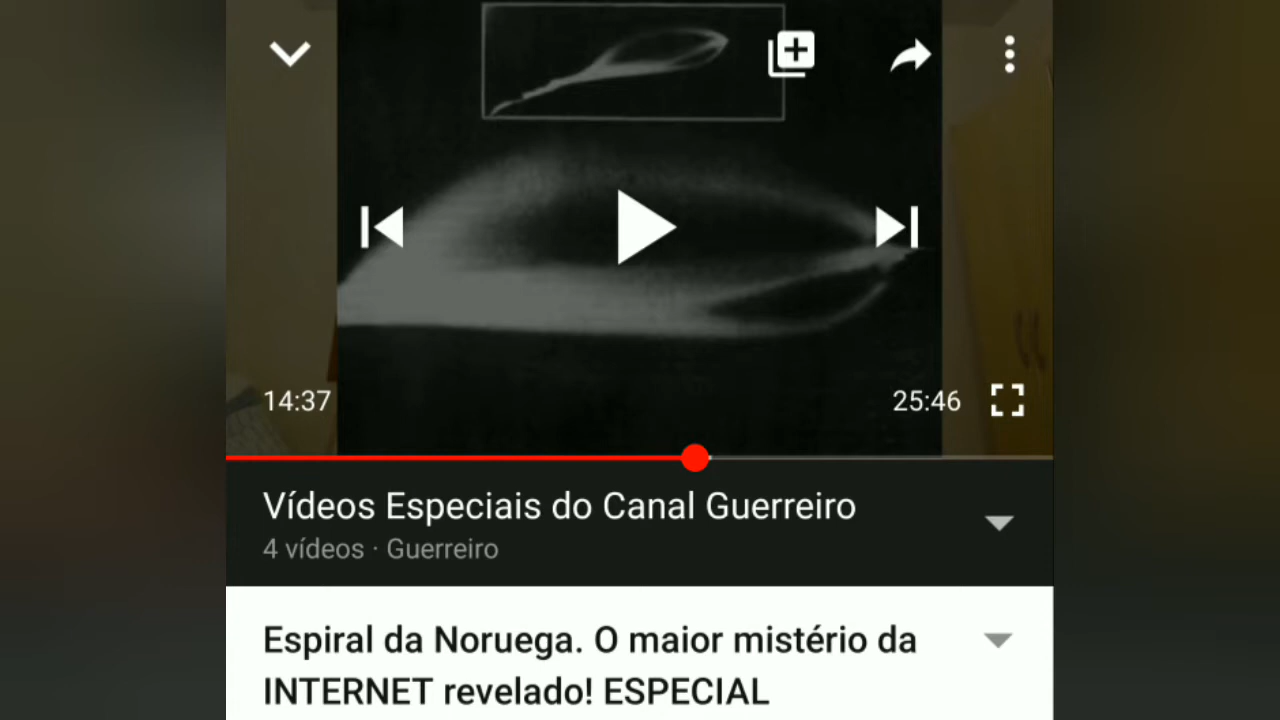 14:37
25:46
Vídeos Especiais do Canal Guerreiro
4 vídeos · Guerreiro
Espiral da Noruega. O maior mistério da
INTERNET revelado! ESPECIAL